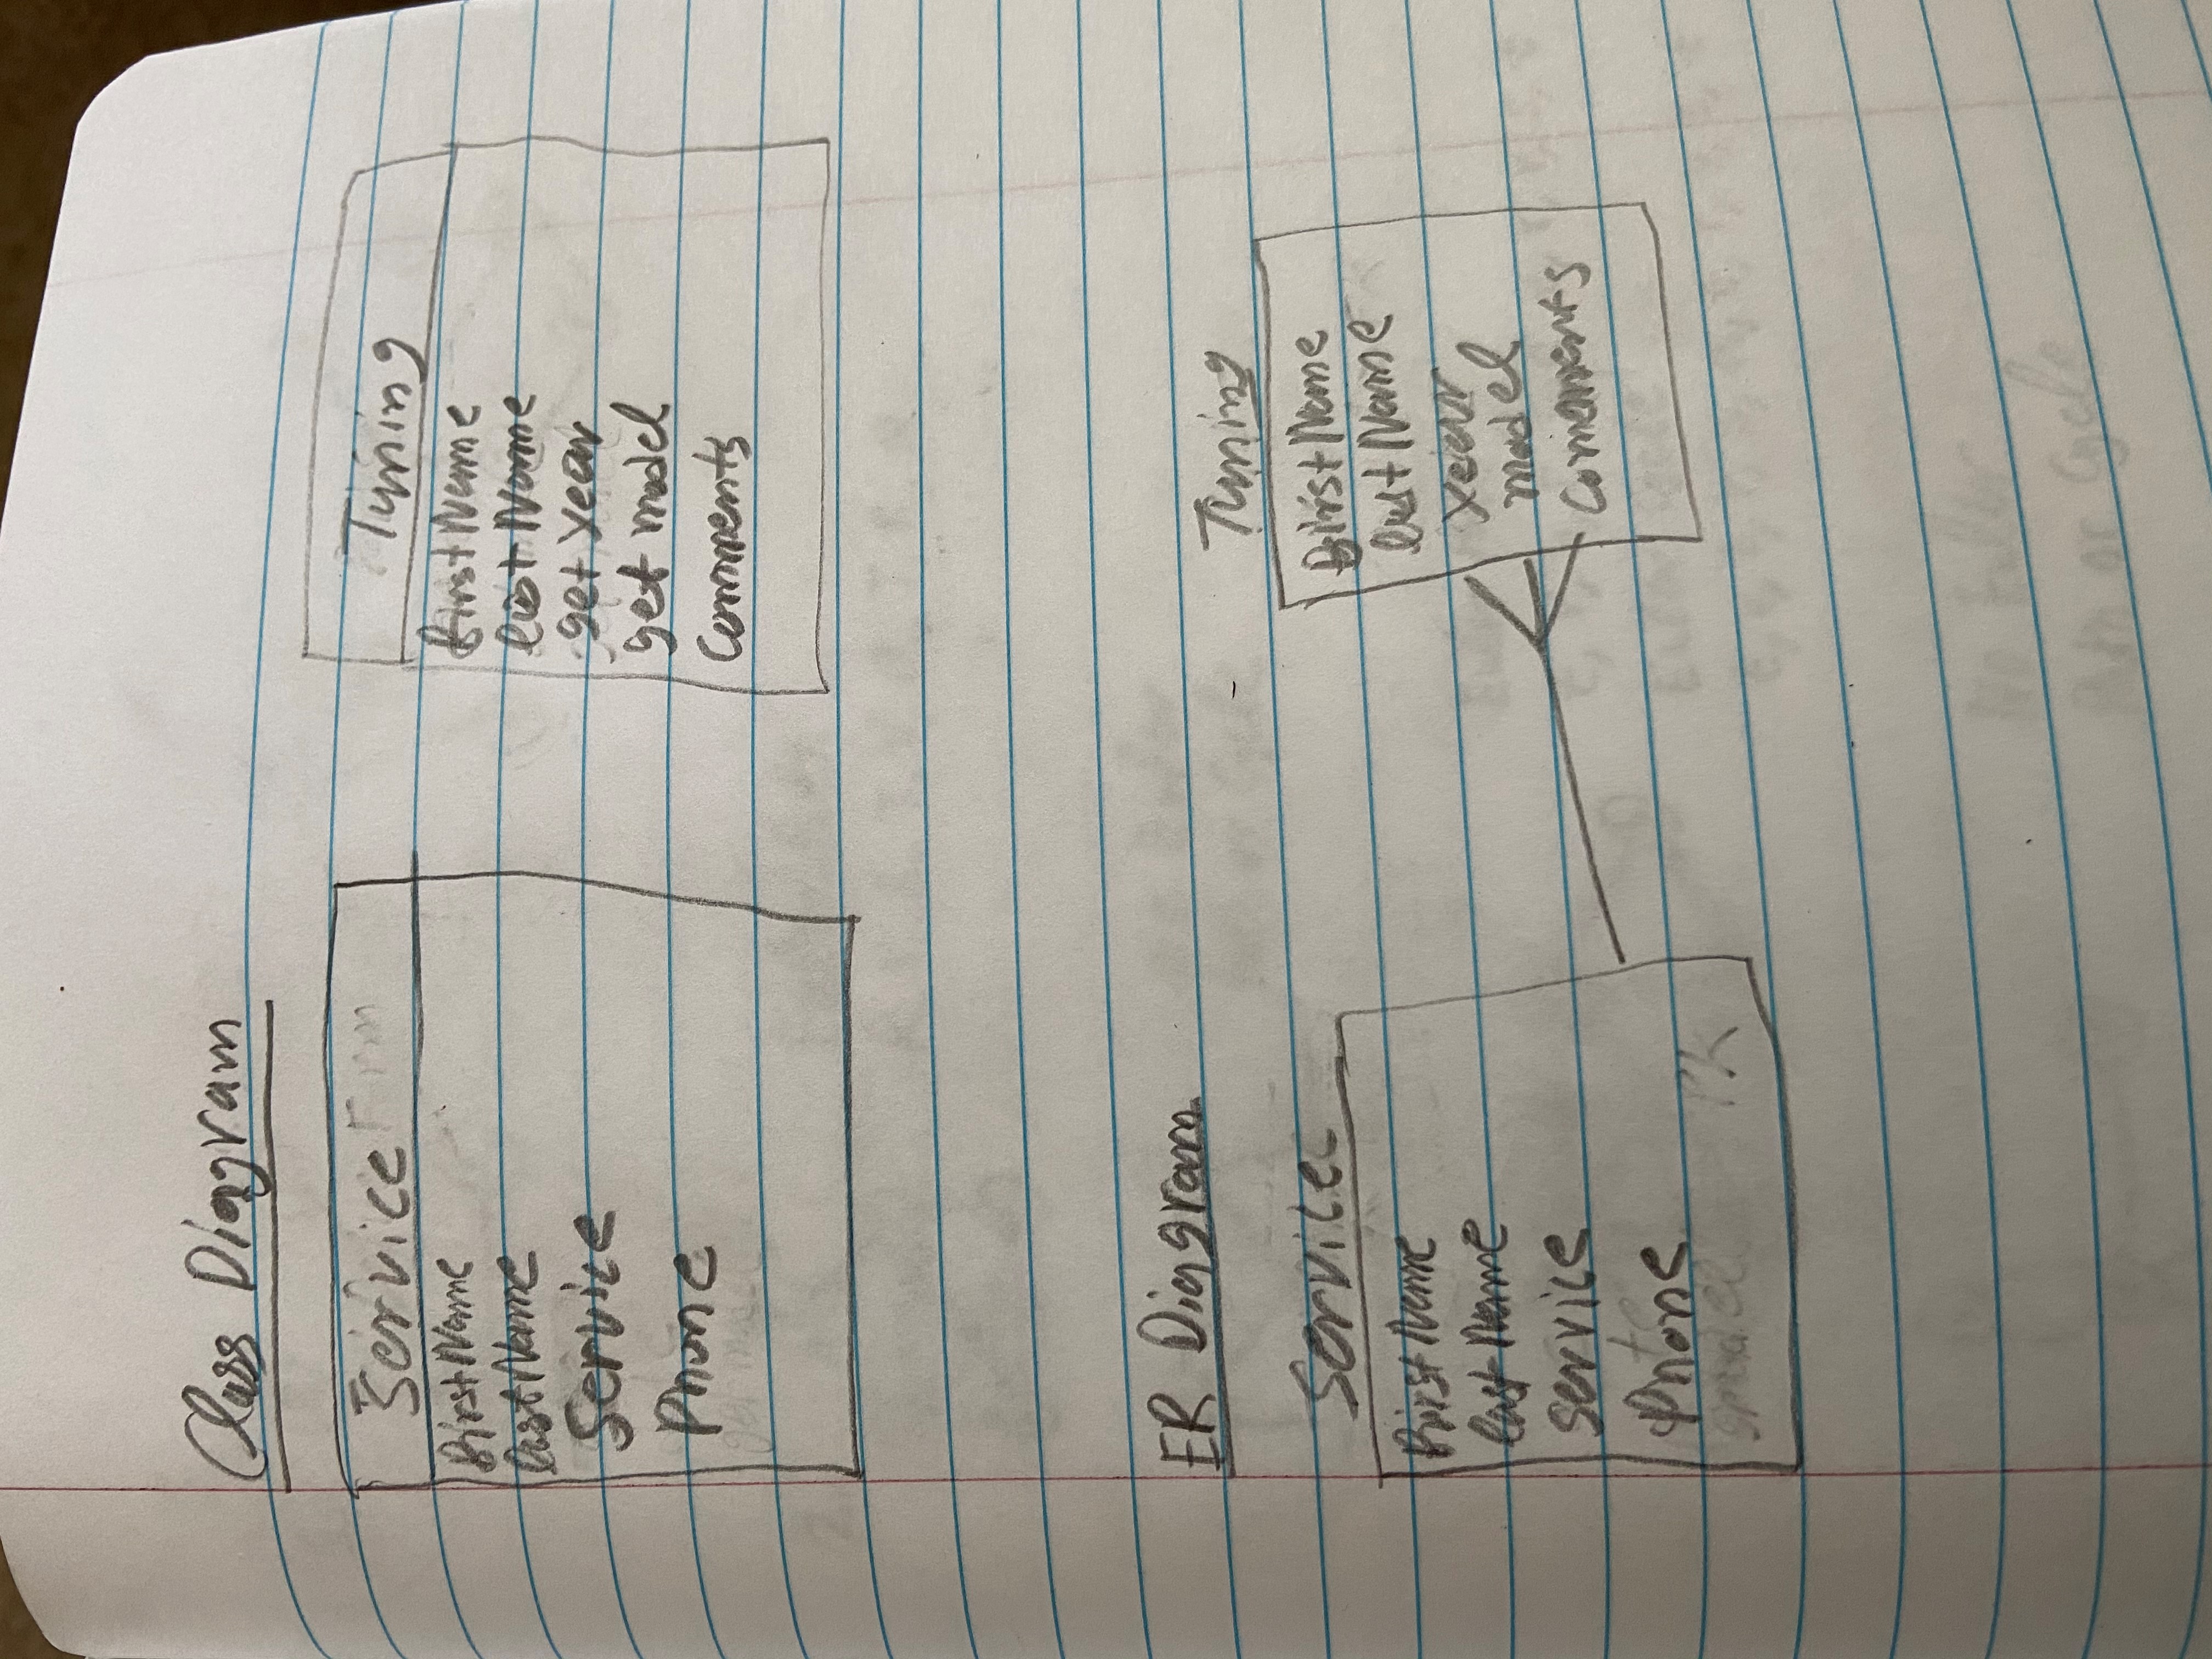 Class Diagram
Service
firstName
lastName
Service
Phone
Tuning
firstName
lastName
get year
get model
Comments
ER Diagram
Service
firstName
lastName
service
Phone
PK
Tuning
firstName
lastName
year
model
Comments